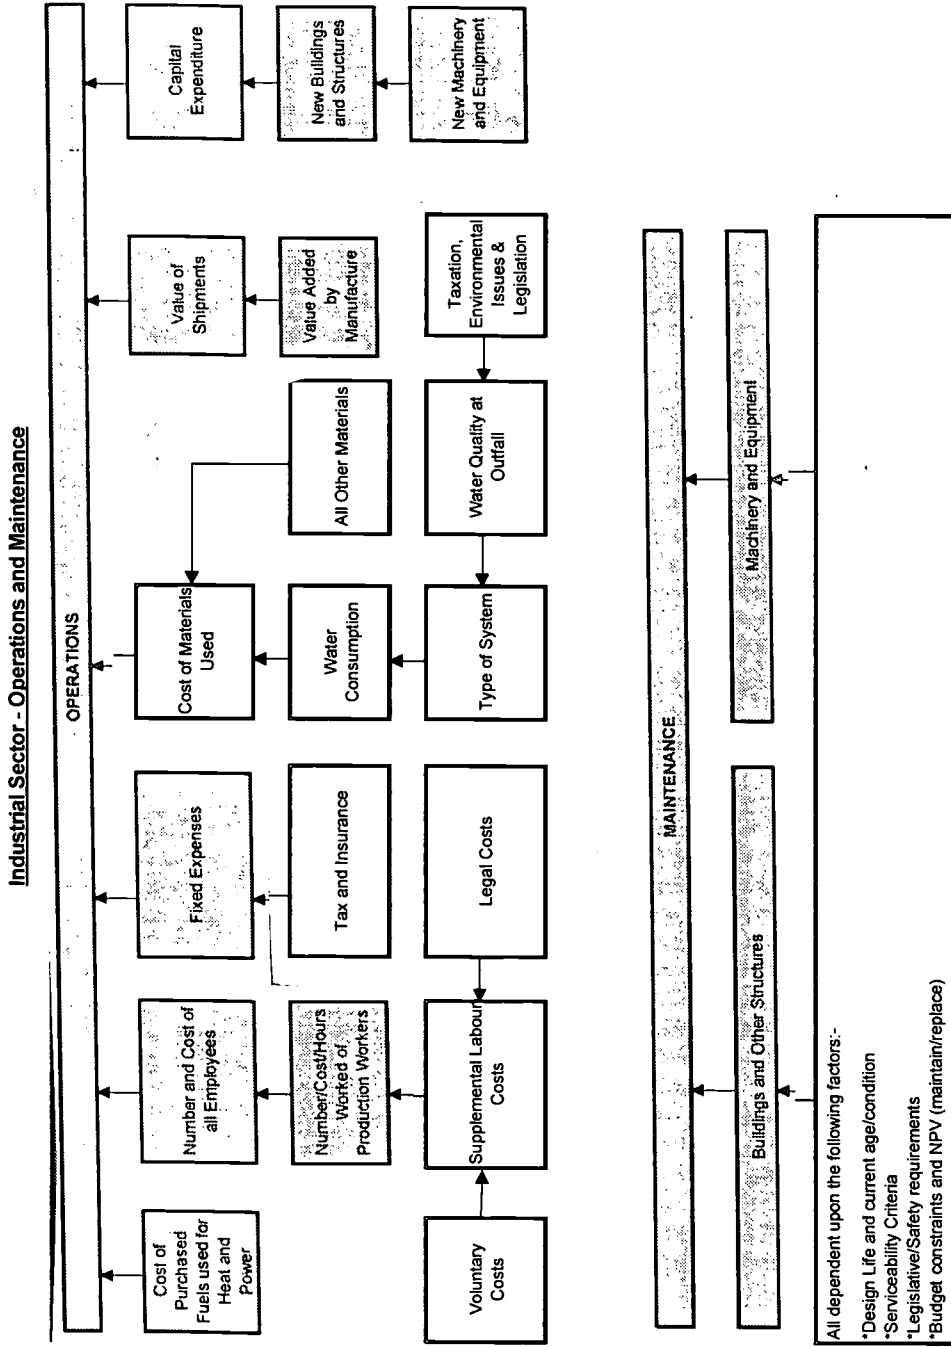 Industrial Sector - Operations and Maintenance
OPERATIONS
Cost of
Purchased
Fuels used for
Heat and
Power
Number and Cost of
all Employees
Fixed Expenses
Cost of Materials
Used
Value of
Shipments
Capital
Expenditure
Number/Cost/Hours
Worked of
Production Workers
Tax and Insurance
Water
Consumption
All Other Materials
Value Added
by
Manufacture
New Buildings
and Structures
Voluntary
Costs
Supplemental Labour
Costs
Legal Costs
Type of System
Water Quality at
Outfall
Taxation,
Environmental
Issues &
Legislation
New Machinery
and Equipment
MAINTENANCE
Buildings and Other Structures
Machinery and Equipment
All dependent upon the following factors:-
*Design Life and current age/condition
*Serviceability Criteria
*Legislative/Safety requirements
*Budget constraints and NPV (maintain/replace)